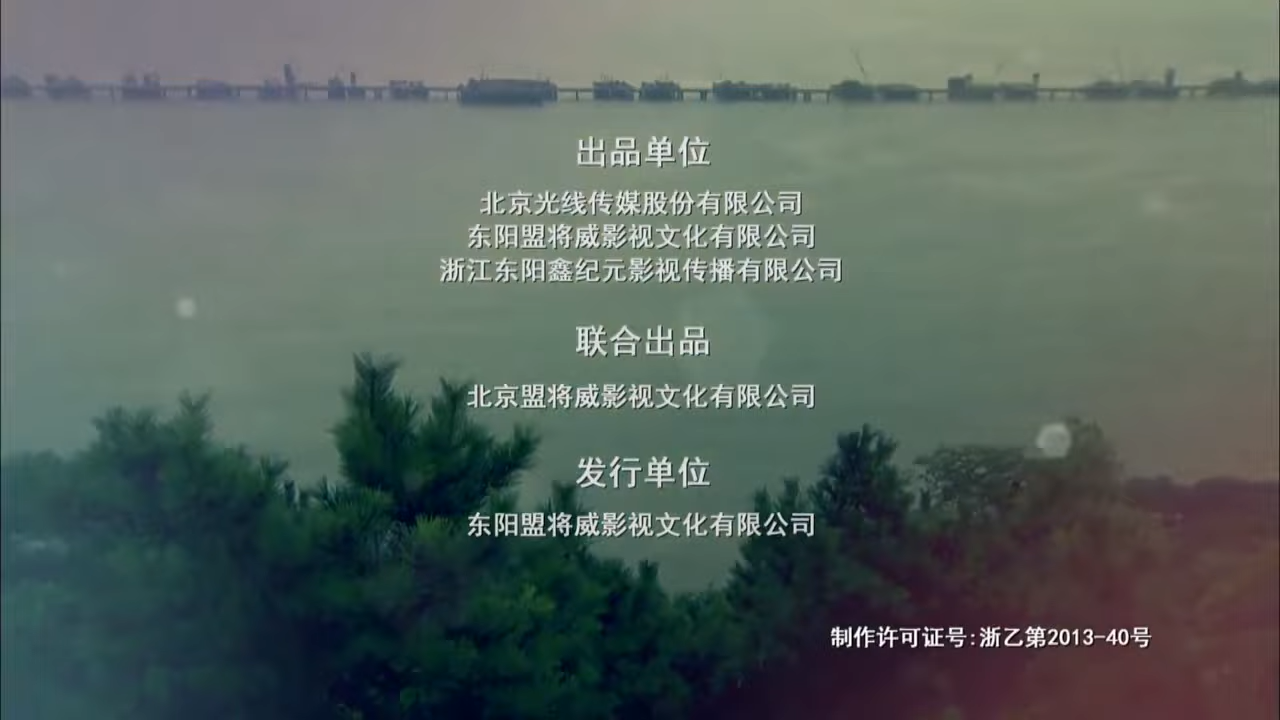 出品单位
北京光线传媒股份有限公司
东阳盟将威影视文化有限公司
浙江东阳鑫纪元影视传播有限公司
联合出品
北京盟将威影视文化有限公司
发行单位
东阳盟将威影视文化有限公司
制作许可证号:浙乙第2013-40号